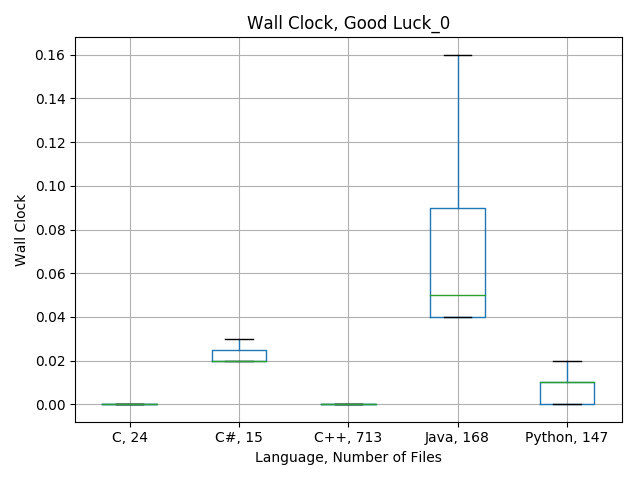 Wall Clock, Good Luck_0
0.16
0.14
0.12
0.10
0.08
0.06
0.04
0.02
0.00
Wall Clock
C, 24
C#, 15
C++, 713
Java, 168
Python, 147
Language, Number of Files